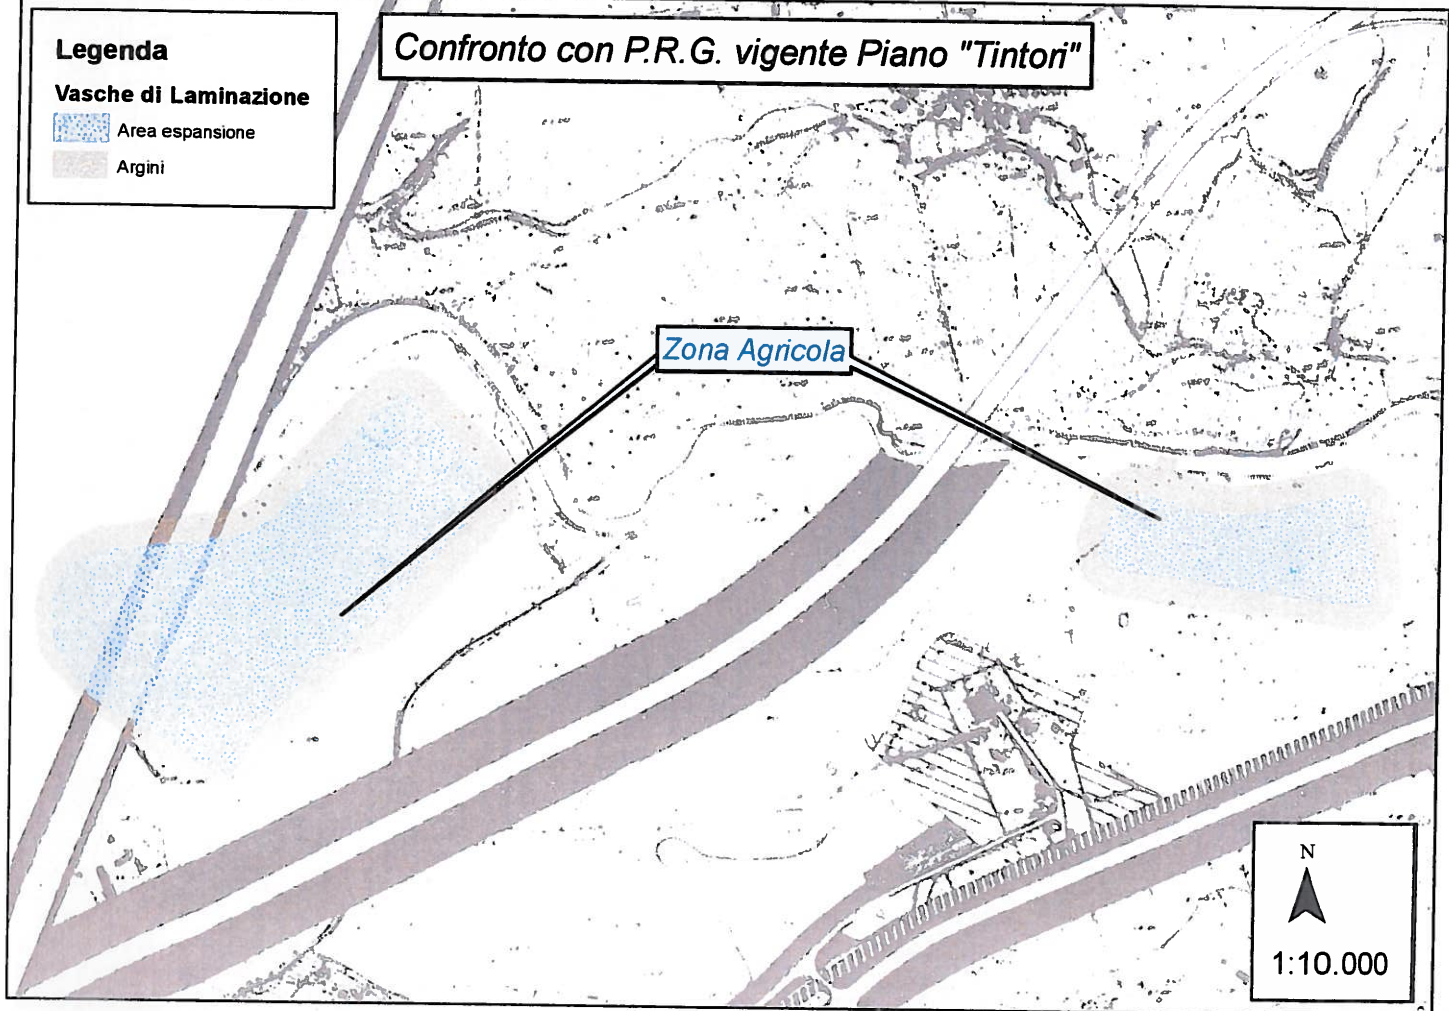 Legenda
Vasche di Laminazione
Area espansione
Argini
Confronto con P.R.G. vigente Piano "Tintori"
Zona Agricola
N
1:10.000